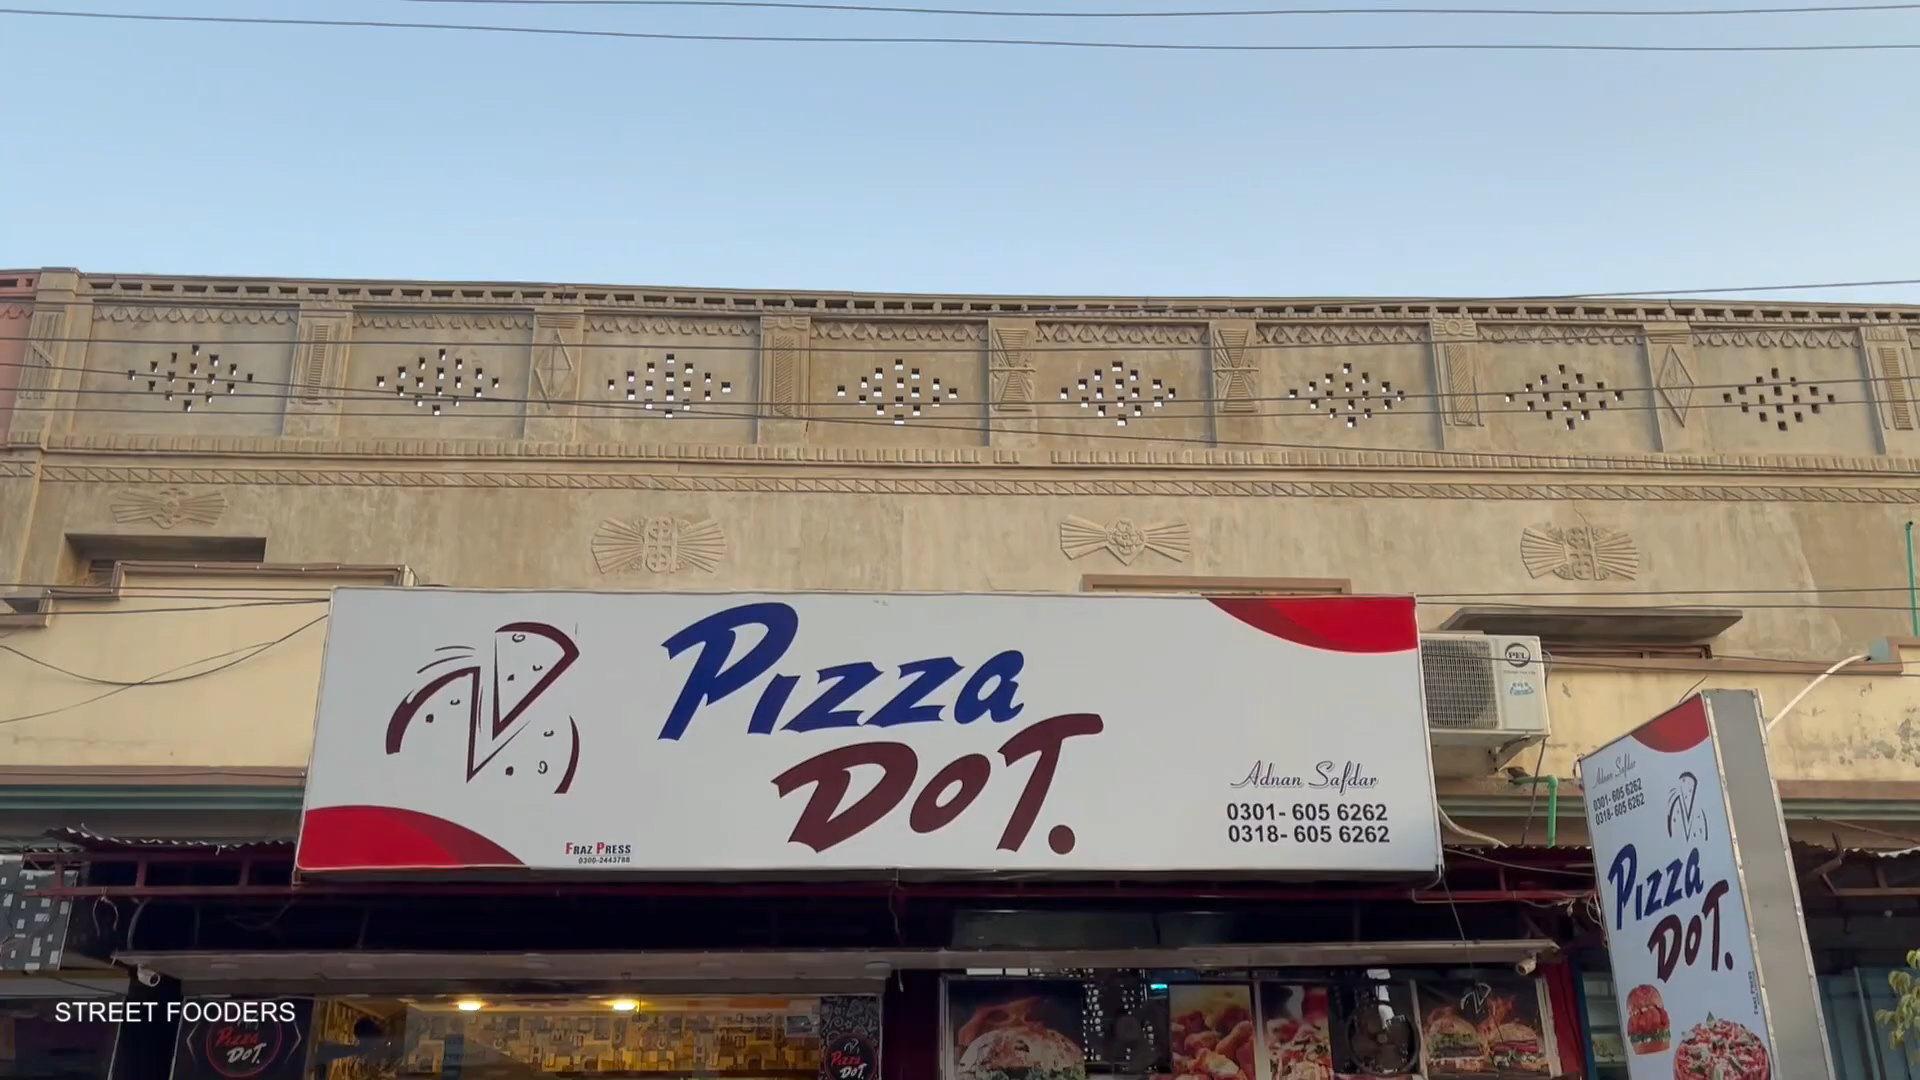 PEL
Pizza
DoT.
Adnan Safdar
0301- 605 6262
0318- 605 6262
FRAZ PRESS
0300-2443788
Adnan Safdar
0301- 605 6262
0318- 605 6262
Pizza
DoT.
STREET FOODERS
Pizza
DoT.
Pizza
DoT.